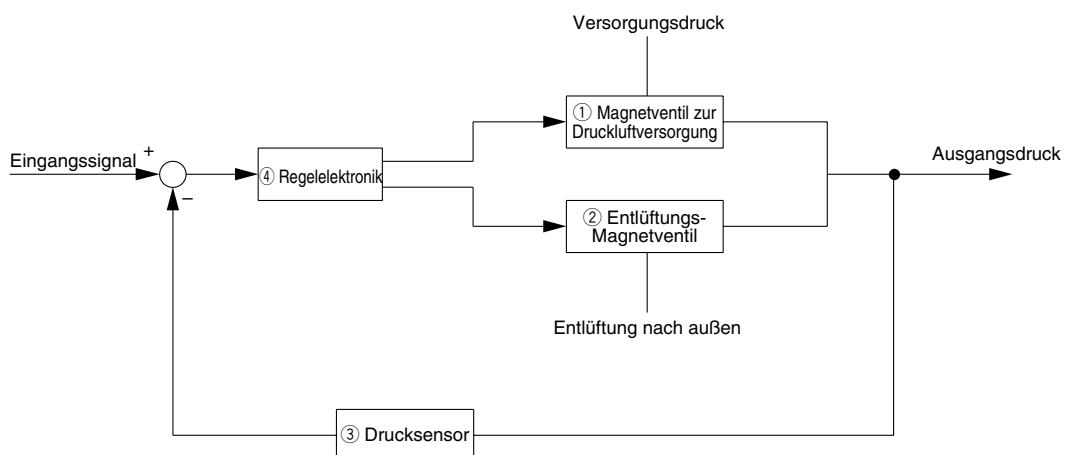 Versorgungsdruck
① Magnetventil zur
Druckluftversorgung
Eingangssignal
+
−
④ Regelelektronik
Ausgangsdruck
② Entlüftungs-
Magnetventil
Entlüftung nach außen
③ Drucksensor